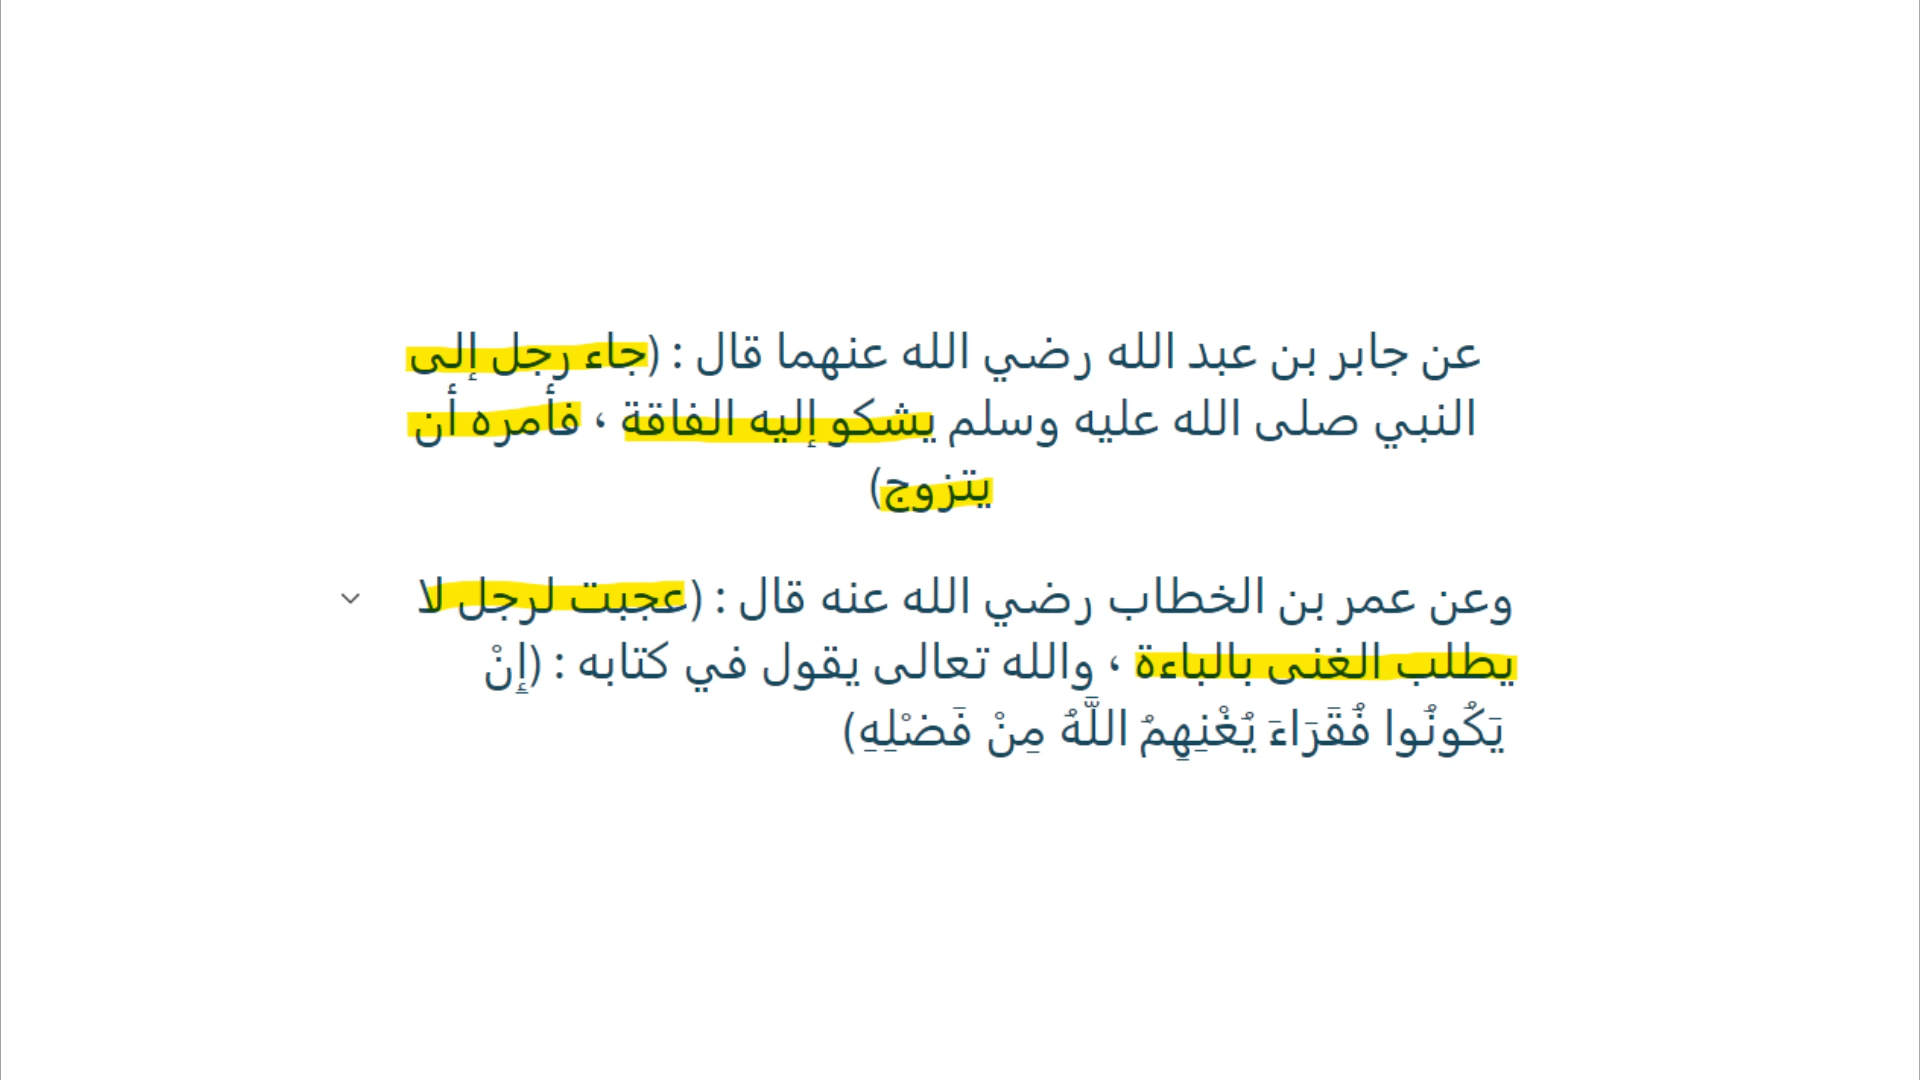 عن جابر بن عبد الله رضي الله عنهما قال : (جاء رجل إلى
النبي صلى الله عليه وسلم يشكو إليه الفاقة ، فأمره أن
يتزوج)
وعن عمر بن الخطاب رضي الله عنه قال : (عجبت لرجل لا
يطلب الغنى بالباءة ، والله تعالى يقول في كتابه : (إِنْ
يَكُونُوا فُقَرَاءَ يُغْنِهِمُ اللَّهُ مِنْ فَضْلِهِ)